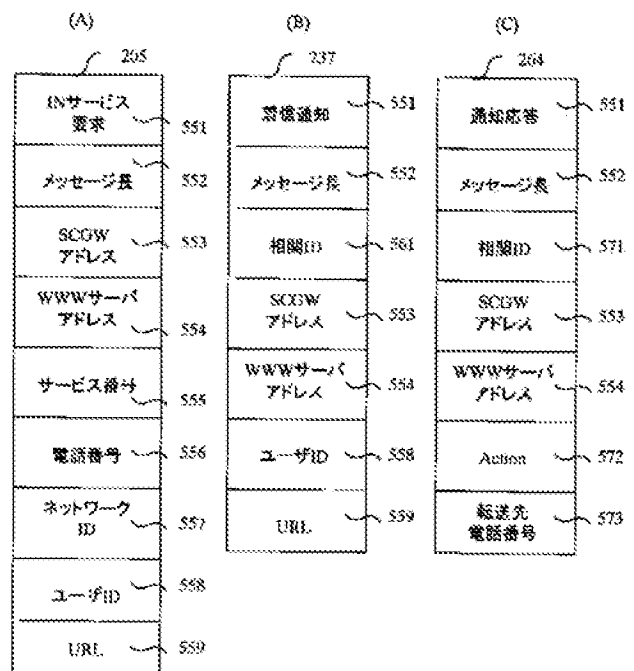 (A)
265
INサービス
要求
551
メッセージ長
552
SCGW
アドレス
553
WWWサーバ
アドレス
554
サービス番号
555
電話番号
556
ネットワーク
ID
557
ユーザID
558
URL
559
(B)
237
着信通知
551
メッセージ長
552
相関ID
561
SCGW
アドレス
553
WWWサーバ
アドレス
554
ユーザID
558
URL
559
(C)
264
通知応答
551
メッセージ長
552
相関ID
571
SCGW
アドレス
553
WWWサーバ
アドレス
554
Action
572
転送先
電話番号
573